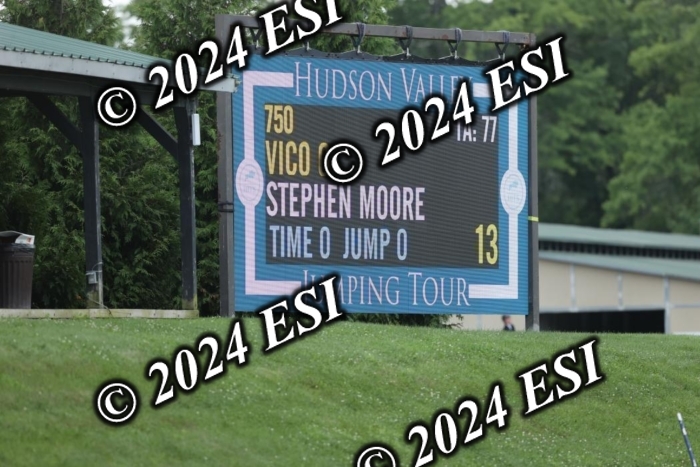 © 2024 ESI
HUDSON VALLEY
750
TA: 77
VICO
STEPHEN MOORE
TIME 0 JUMP 0
13
JUMPING TOUR
© 2024 ESI
© 2024 ESI
© 2024 ESI
© 2024 ESI